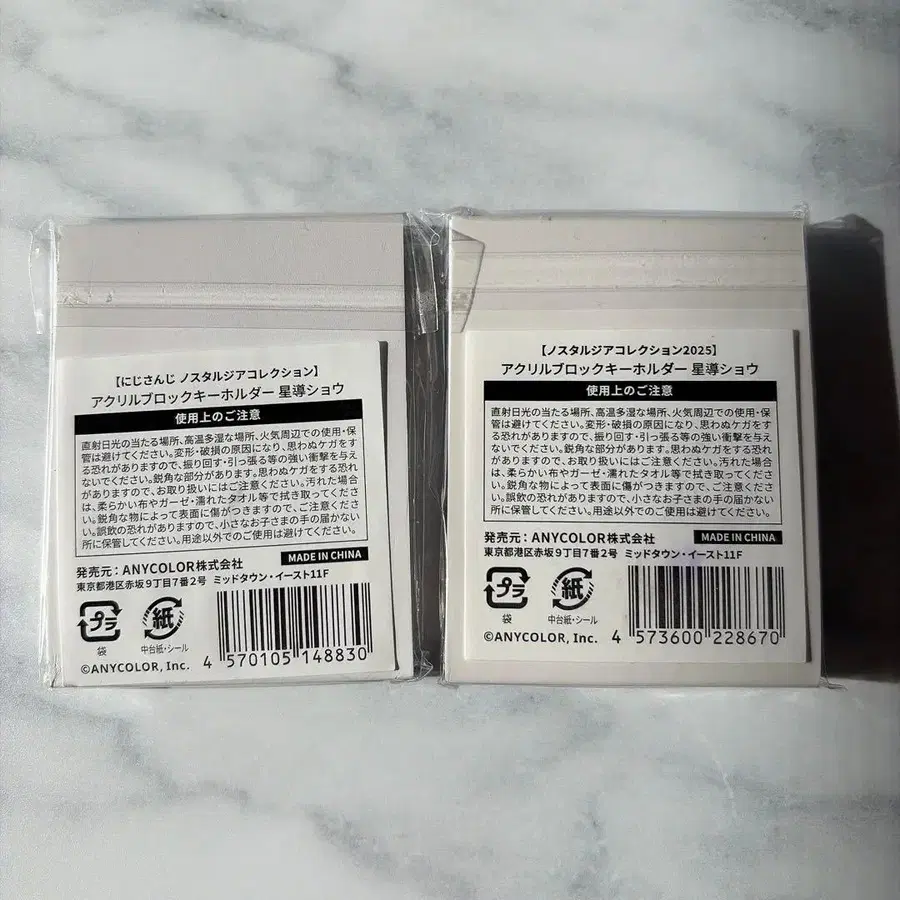 【にじさんじ ノスタルジアコレクション】
アクリルブロックキーホルダー 星導ショウ
使用上のご注意
直射日光の当たる場所、高温多湿な場所、火気周辺での使用・保
管は避けてください。変形・破損の原因になり、思わぬケガをす
る恐れがありますので、振り回す・引っ張る等の強い衝撃を与え
ないでください。鋭角な部分があります。思わぬケガをする恐れ
がありますので、お取り扱いにはご注意ください。汚れた場合
は、柔らかい布やガーゼ・濡れたタオル等で拭き取ってくださ
い。鋭角な物によって表面に傷がつきますので、ご注意くださ
い。誤飲の恐れがありますので、小さなお子さまの手の届かない
所に保管してください。用途以外でのご使用は避けてください。
発売元：ANYCOLOR株式会社
MADE IN CHINA
東京都港区赤坂9丁目7番2号 ミッドタウン・イースト11F
プラ
袋
紙
中台紙・シール
©ANYCOLOR, Inc.
4 570105 148830
【ノスタルジアコレクション2025】
アクリルブロックキーホルダー 星導ショウ
使用上のご注意
直射日光の当たる場所、高温多湿な場所、火気周辺での使用・保
管は避けてください。変形・破損の原因になり、思わぬケガを
する恐れがありますので、振り回す・引っ張る等の強い衝撃を与え
ないでください。鋭角な部分があります。思わぬケガをする恐れ
がありますので、お取り扱いにはご注意ください。汚れた場合
は、柔らかい布やガーゼ・濡れたタオル等で拭き取ってくださ
い。鋭角な物によって表面に傷がつきますので、ご注意くださ
い。誤飲の恐れがありますので、小さなお子さまの手の届かない
所に保管してください。用途以外でのご使用は避けてください。
発売元：ANYCOLOR株式会社
MADE IN CHINA
東京都港区赤坂9丁目7番2号 ミッドタウン・イースト11F
プラ
袋
紙
中台紙・シール
©ANYCOLOR, Inc.
4 573600 228670